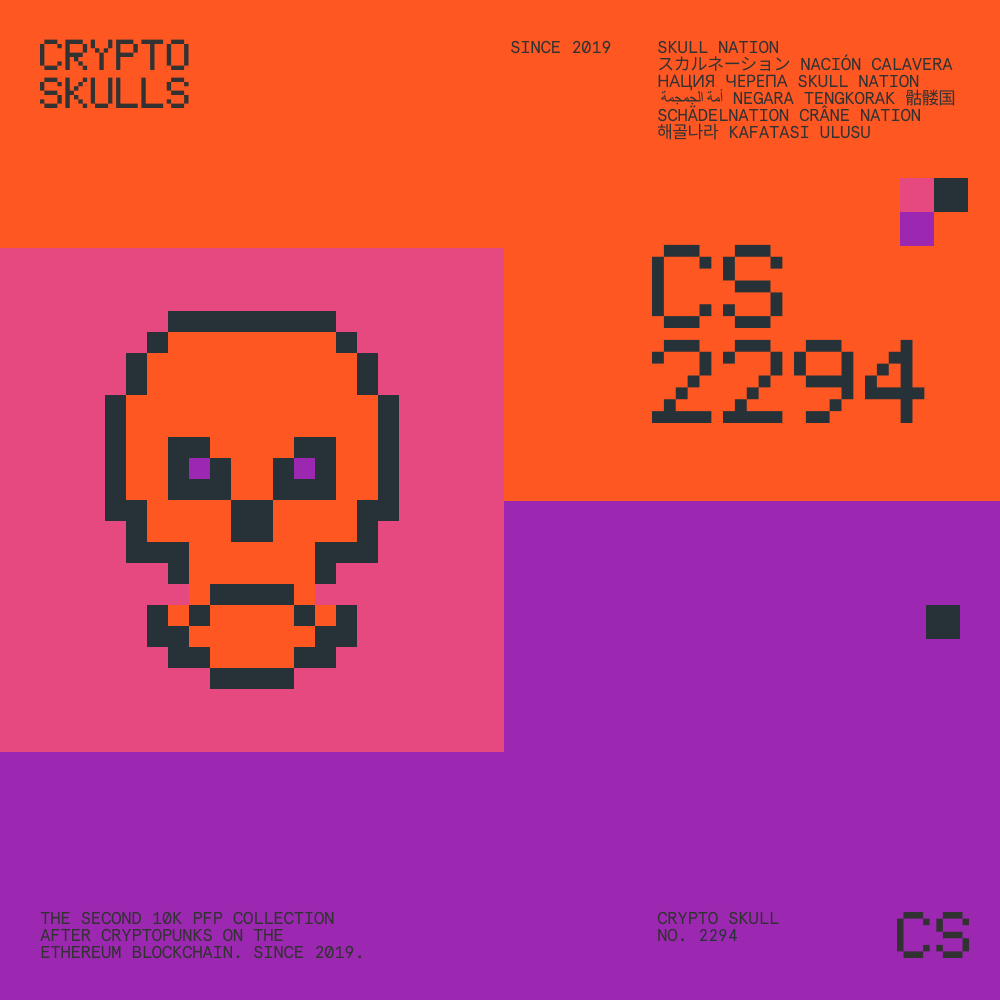 CRYPTO
SKULLS
SINCE 2019
SKULL NATION
スカルネーション NACIÓN CALAVERA
НАЦИЯ ЧЕРЕПА SKULL NATION
أمة الجمجمة NEGARA TENGKORAK 骷髅国
SCHÄDELNATION CRÂNE NATION
해골나라 KAFATASI ULUSU
CS
2294
THE SECOND 10K PFP COLLECTION
AFTER CRYPTOPUNKS ON THE
ETHEREUM BLOCKCHAIN. SINCE 2019.
CRYPTO SKULL
NO. 2294
CS